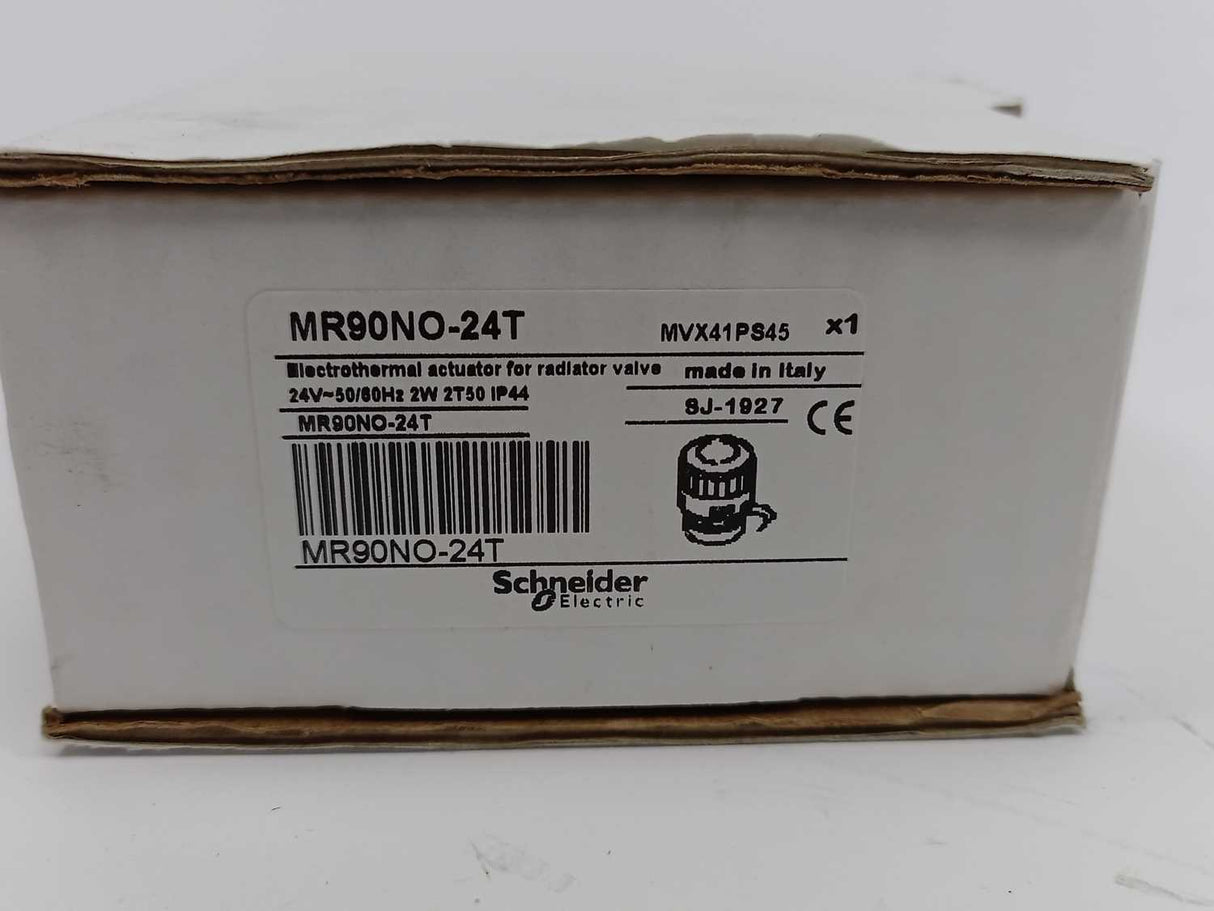 MR90NO-24T MVX41PS45 x1
Electrothermal actuator for radiator valve made in Italy
24V~50/60Hz 2W 2T50 IP44
SJ-1927 CE
MR90NO-24T
MR90NO-24T
Schneider
Electric